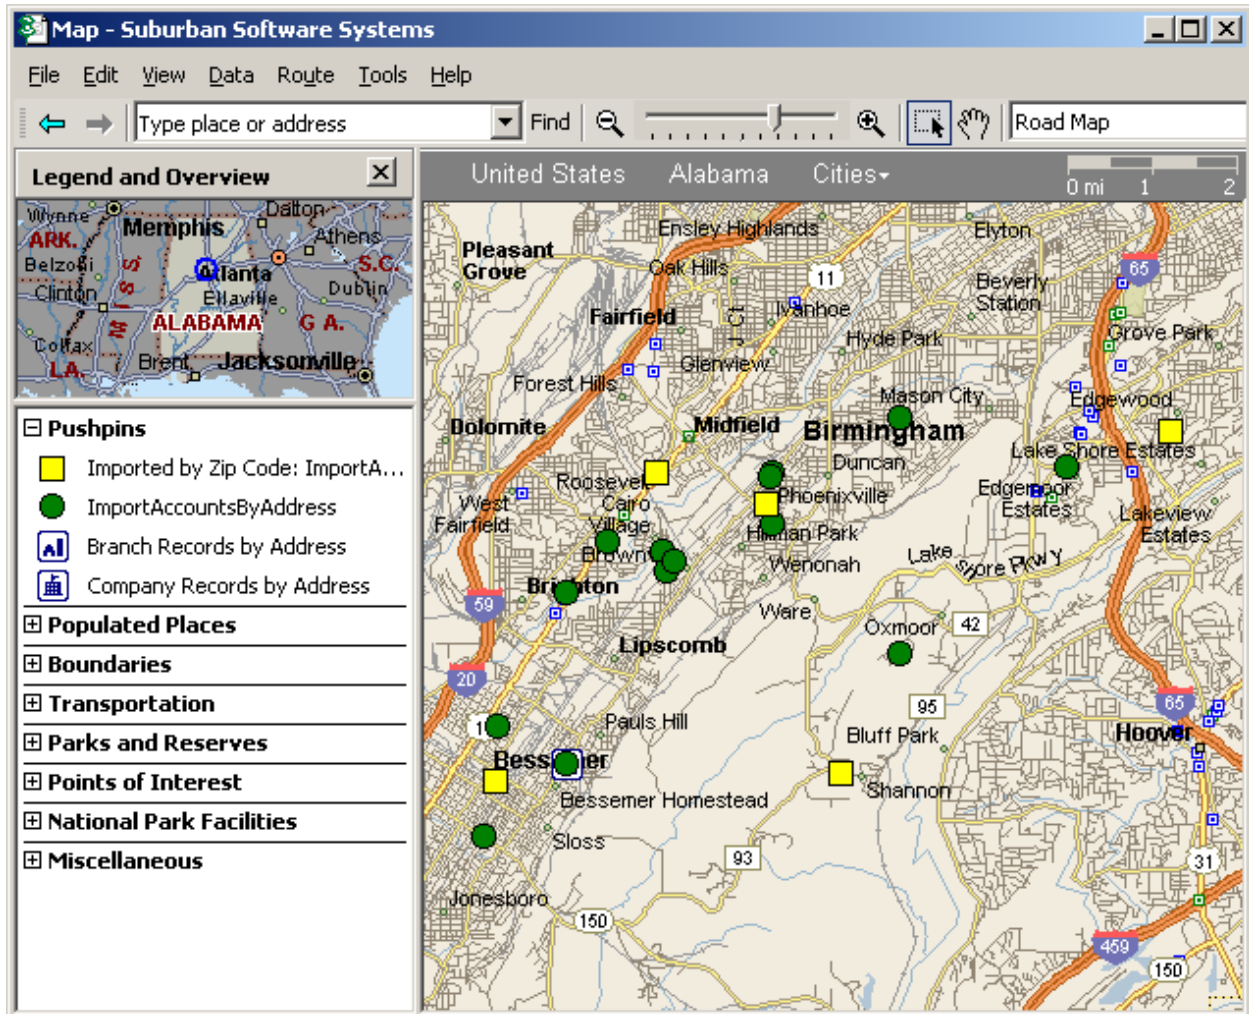 Map - Suburban Software Systems
File Edit View Data Route Tools Help
Type place or address Find Road Map
Legend and Overview
United States Alabama Cities
0 mi 1 2
Wynne Memphis Dalton
ARK. Athens
Belzoni Atlanta S.C.
Clinton Ellaville Dublin
M I S S
ALABAMA G A.
Colfax
LA. Brent Jacksonville
Pushpins
Imported by Zip Code: ImportA...
ImportAccountsByAddress
Branch Records by Address
Company Records by Address
Populated Places
Boundaries
Transportation
Parks and Reserves
Points of Interest
National Park Facilities
Miscellaneous
Ensley Highlands Elyton
Pleasant
Grove
Oak Hills 11 65
Beverly
Station
Ivanhoe
Fairfield
Hyde Park Grove Park
Glenview
Forest Hills
Mason City Edgewood
Dolomite Midfield Birmingham
Lake Shore Estates
Duncan
Roosevelt
West
Fairfield
Cairo
Village
Phoenixville
Edgemoor
Estates
Lakeview
Estates
Hillman Park
Brownv
Wenonah
Lake Shore Pkwy
Brighton
59
Ware
Oxmoor 42
Lipscomb
20
95 65
Pauls Hill
Bluff Park Hoover
Bessemer
Bessemer Homestead Shannon
Sloss
93 31
Jonesboro
150
459
150